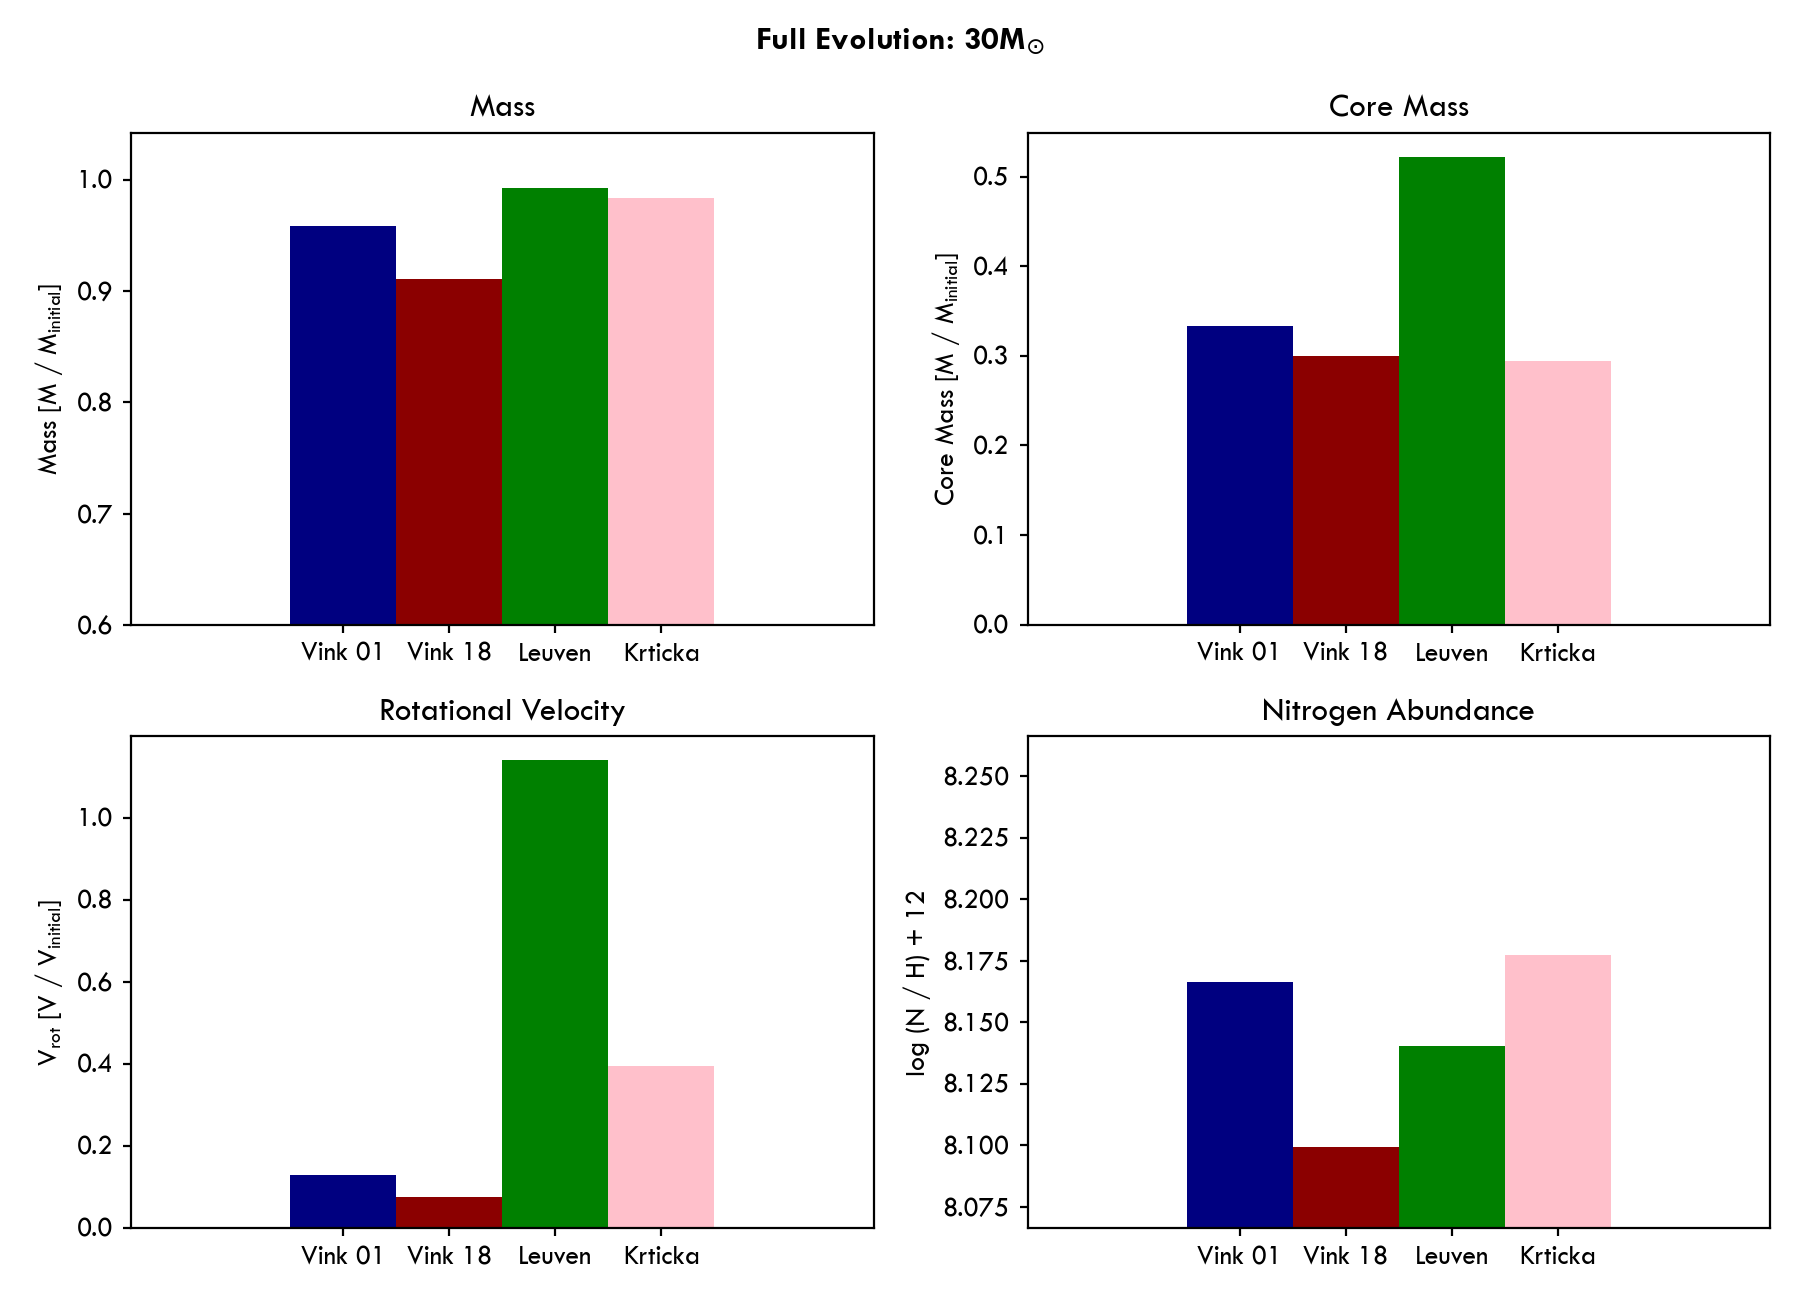 Full Evolution: 30M☉
Mass
Mass [M / Minitial]
1.0
0.9
0.8
0.7
0.6
Vink 01 Vink 18 Leuven Krticka
Core Mass
Core Mass [M / Minitial]
0.5
0.4
0.3
0.2
0.1
0.0
Vink 01 Vink 18 Leuven Krticka
Rotational Velocity
Vrot [V / Vinitial]
1.0
0.8
0.6
0.4
0.2
0.0
Vink 01 Vink 18 Leuven Krticka
Nitrogen Abundance
log (N / H) + 12
8.250
8.225
8.200
8.175
8.150
8.125
8.100
8.075
Vink 01 Vink 18 Leuven Krticka